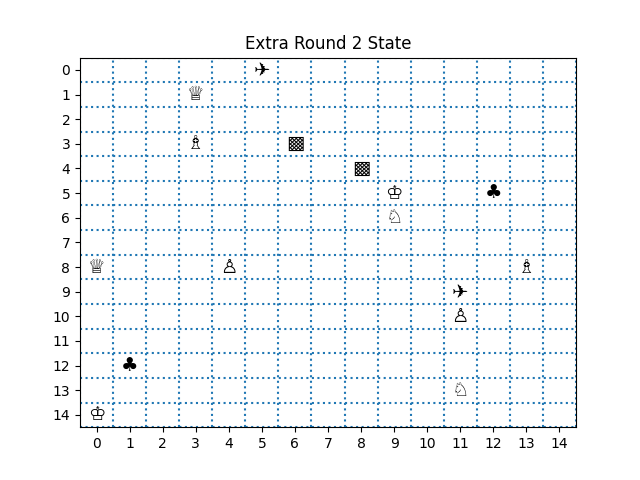 Extra Round 2 State
0 ✈
1 ♕
2
3 ♗ ▩
4 ▩
5 ♔ ♣
6 ♘
7
8 ♕ ♙ ♗
9 ✈
10 ♙
11
12 ♣
13 ♘
14 ♔
0 1 2 3 4 5 6 7 8 9 10 11 12 13 14